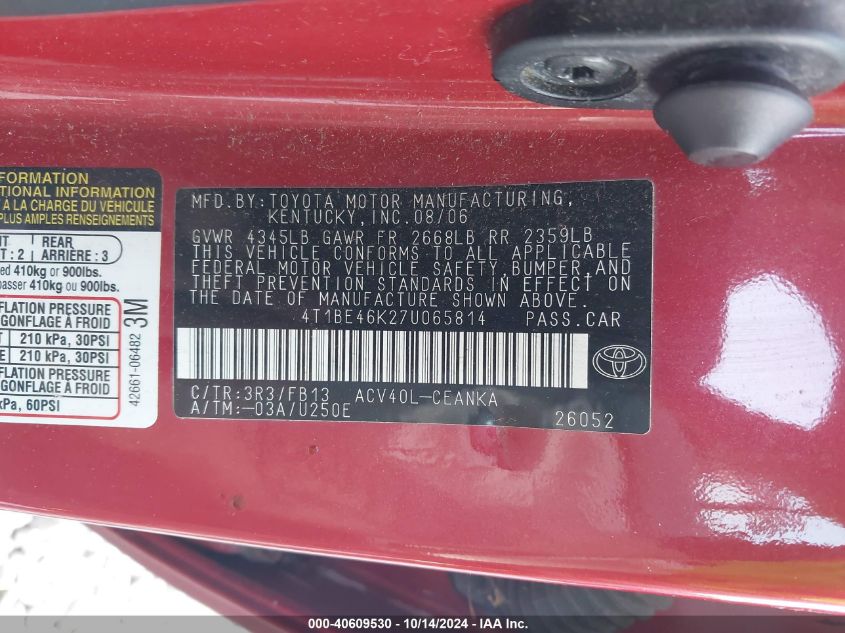 FORMATION
TIONAL INFORMATION
À LA CHARGE DU VÉHICULE
PLUS AMPLES RENSEIGNEMENTS
NT
REAR
T : 2
ARRIÈRE : 3
ed 410kg or 900lbs.
passer 410kg ou 900lbs.
FLATION PRESSURE
GONFLAGE À FROID
210 kPa, 30PSI
E
210 kPa, 30PSI
FLATION PRESSURE
GONFLAGE À FROID
kPa, 60PSI
42661-06482 3M
MFD.BY:TOYOTA MOTOR MANUFACTURING,
KENTUCKY,INC.08/06
GVWR 4345LB GAWR FR 2668LB RR 2359LB
THIS VEHICLE CONFORMS TO ALL APPLICABLE
FEDERAL MOTOR VEHICLE SAFETY,BUMPER,AND
THEFT PREVENTION STANDARDS IN EFFECT ON
THE DATE OF MANUFACTURE SHOWN ABOVE.
4T1BE46K27U065814 PASS.CAR
C/TR:3R3/FB13 ACV40L-CEANKA
A/TM:-03A/U250E 26052
000-40609530 - 10/14/2024 - IAA Inc.